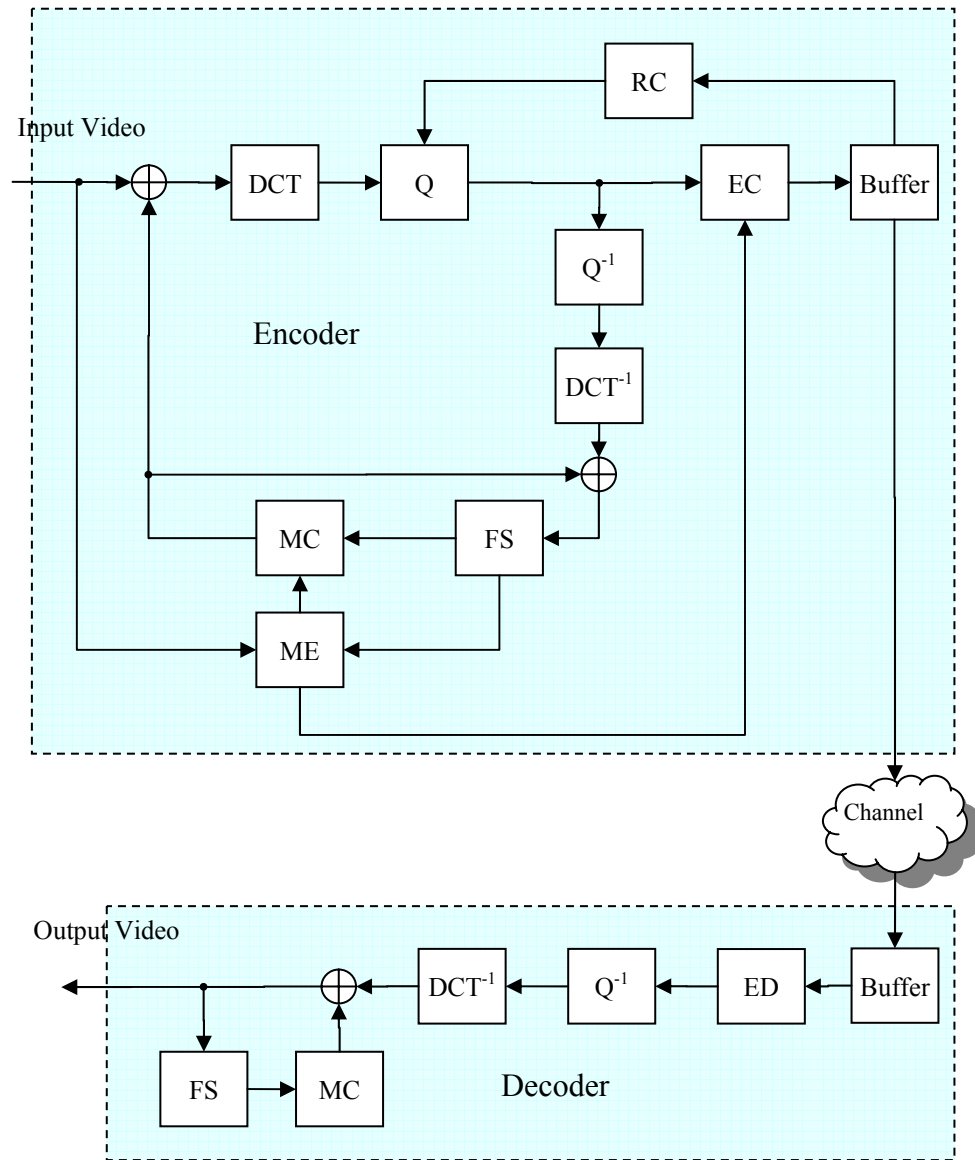 RC
Input Video
DCT
Q
EC
Buffer
Q⁻¹
Encoder
DCT⁻¹
MC
FS
ME
Channel
Output Video
DCT⁻¹
Q⁻¹
ED
Buffer
FS
MC
Decoder